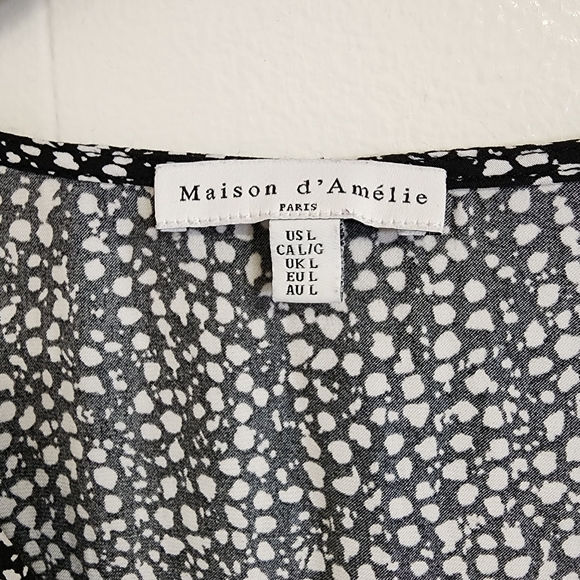 Maison d'Amélie
PARIS
US L
CA L/G
UK L
EU L
AU L